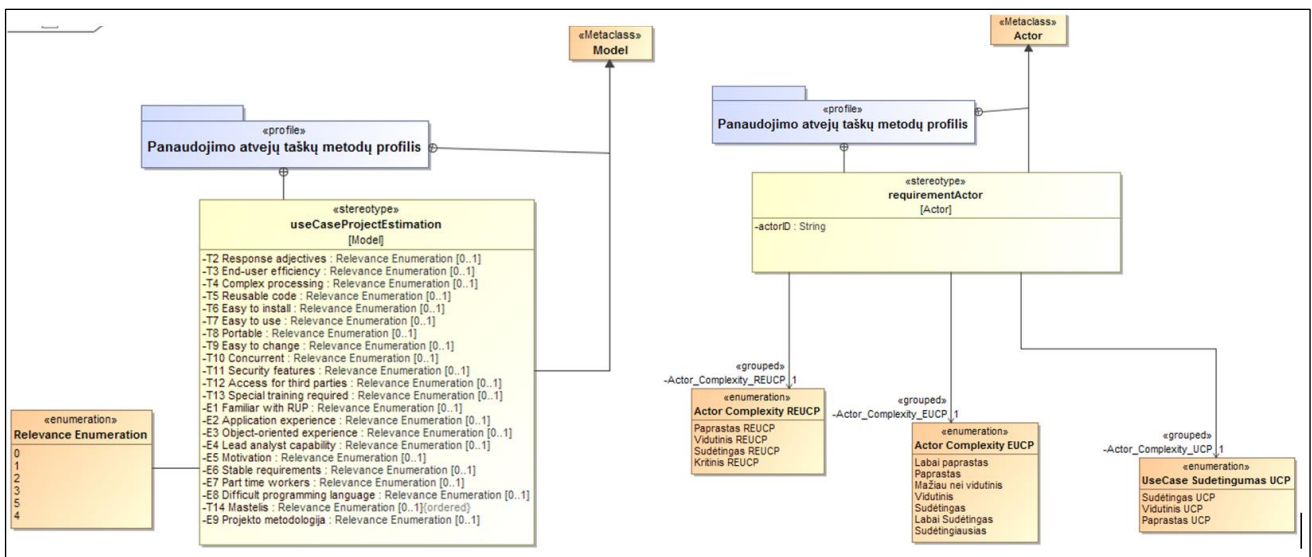 «Metaclass»
Model
«profile»
Panaudojimo atvejų taškų metodų profilis
«stereotype»
useCaseProjectEstimation
[Model]
-T2 Response adjectives : Relevance Enumeration [0..1]
-T3 End-user efficiency : Relevance Enumeration [0..1]
-T4 Complex processing : Relevance Enumeration [0..1]
-T5 Reusable code : Relevance Enumeration [0..1]
-T6 Easy to install : Relevance Enumeration [0..1]
-T7 Easy to use : Relevance Enumeration [0..1]
-T8 Portable : Relevance Enumeration [0..1]
-T9 Easy to change : Relevance Enumeration [0..1]
-T10 Concurrent : Relevance Enumeration [0..1]
-T11 Security features : Relevance Enumeration [0..1]
-T12 Access for third parties : Relevance Enumeration [0..1]
-T13 Special training required : Relevance Enumeration [0..1]
-E1 Familiar with RUP : Relevance Enumeration [0..1]
-E2 Application experience : Relevance Enumeration [0..1]
-E3 Object-oriented experience : Relevance Enumeration [0..1]
-E4 Lead analyst capability : Relevance Enumeration [0..1]
-E5 Motivation : Relevance Enumeration [0..1]
-E6 Stable requirements : Relevance Enumeration [0..1]
-E7 Part time workers : Relevance Enumeration [0..1]
-E8 Difficult programming language : Relevance Enumeration [0..1]
-T14 Mastelis : Relevance Enumeration [0..1]{ordered}
-E9 Projekto metodologija : Relevance Enumeration [0..1]
«enumeration»
Relevance Enumeration
0
1
2
3
5
4
«Metaclass»
Actor
«profile»
Panaudojimo atvejų taškų metodų profilis
«stereotype»
requirementActor
[Actor]
-actorID : String
«grouped»
-Actor_Complexity_REUCP 1
«enumeration»
Actor Complexity REUCP
Paprastas REUCP
Vidutinis REUCP
Sudėtingas REUCP
Kritinis REUCP
«grouped»
-Actor_Complexity_EUCP 1
«enumeration»
Actor Complexity EUCP
Labai paprastas
Paprastas
Mažiau nei vidutinis
Vidutinis
Sudėtingas
Labai Sudėtingas
Sudėtingiausias
«grouped»
-Actor_Complexity_UCP 1
«enumeration»
UseCase Sudetingumas UCP
Sudėtingas UCP
Vidutinis UCP
Paprastas UCP